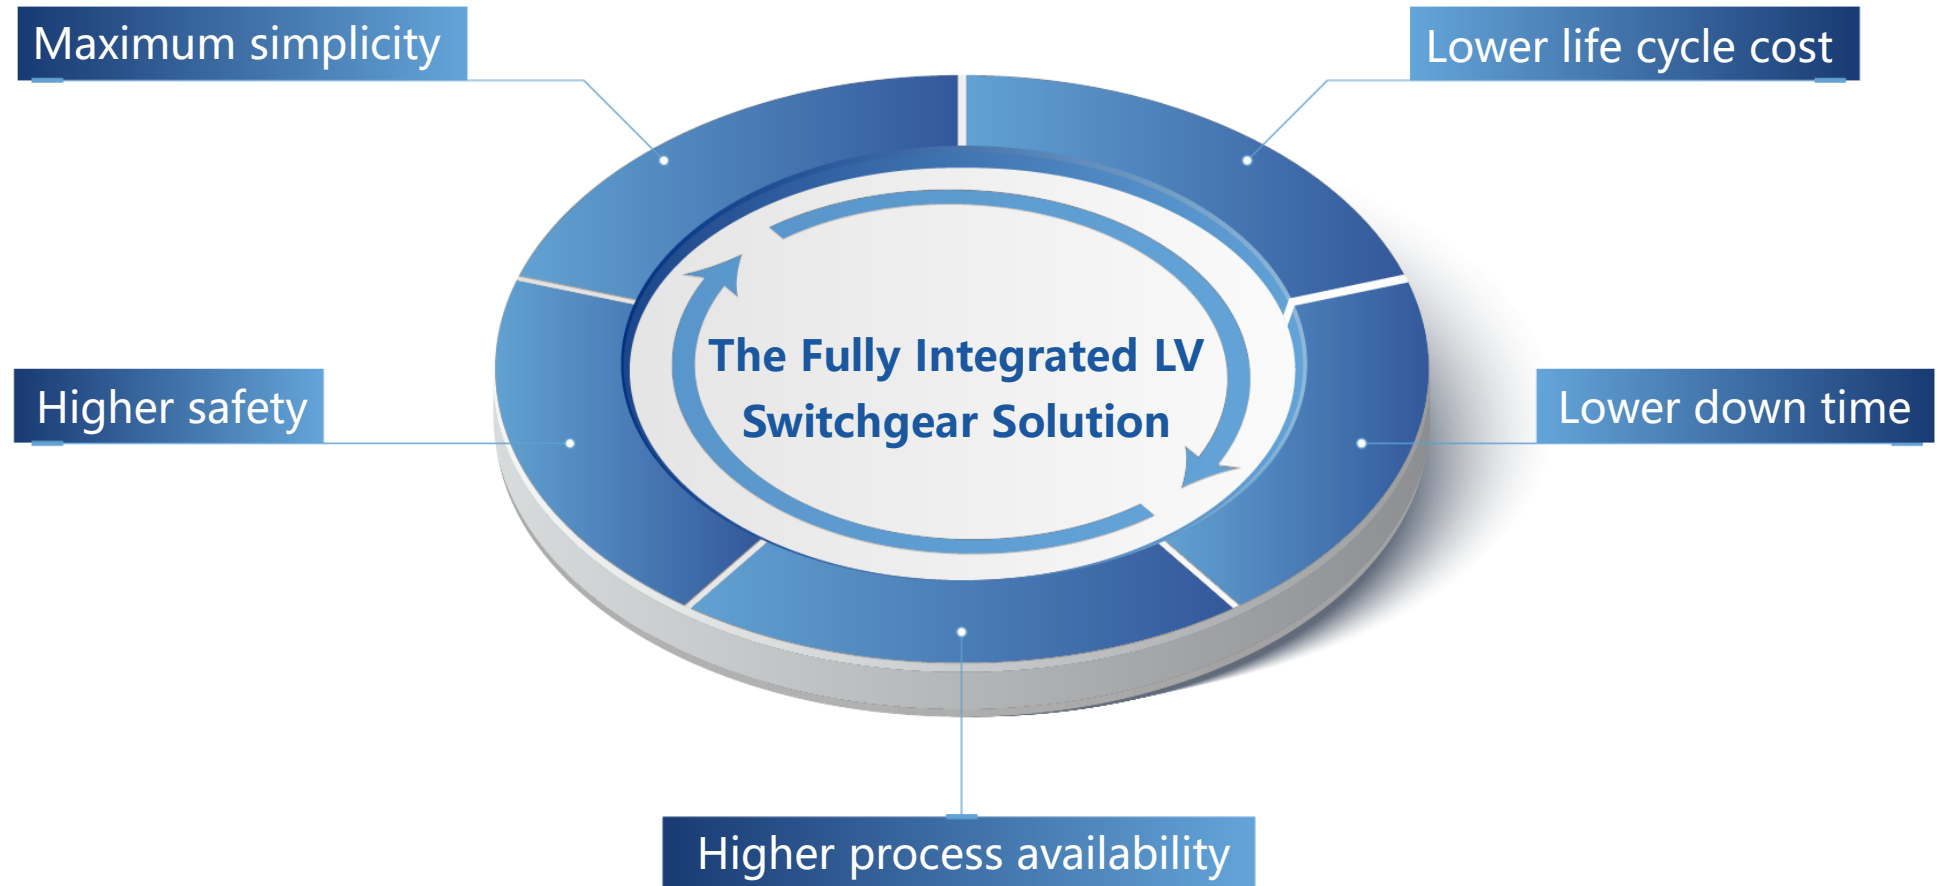 Maximum simplicity
Lower life cycle cost
The Fully Integrated LV
Switchgear Solution
Higher safety
Lower down time
Higher process availability